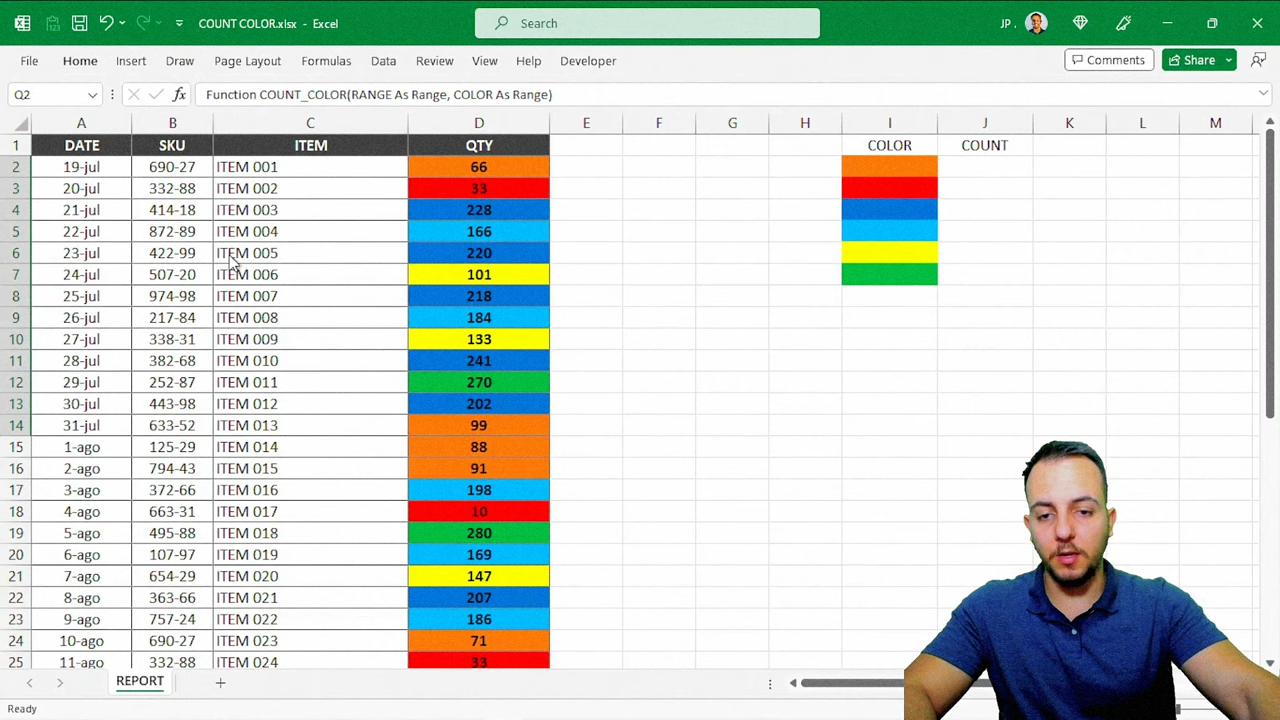 COUNT COLOR.xlsx - Excel
Search
JP .
File Home Insert Draw Page Layout Formulas Data Review View Help Developer
Comments
Share
Q2
fx
Function COUNT_COLOR(RANGE As Range, COLOR As Range)
A B C D E F G H I J K L M
1 DATE SKU ITEM QTY COLOR COUNT
2 19-jul 690-27 ITEM 001 66
3 20-jul 332-88 ITEM 002 33
4 21-jul 414-18 ITEM 003 228
5 22-jul 872-89 ITEM 004 166
6 23-jul 422-99 ITEM 005 220
7 24-jul 507-20 ITEM 006 101
8 25-jul 974-98 ITEM 007 218
9 26-jul 217-84 ITEM 008 184
10 27-jul 338-31 ITEM 009 133
11 28-jul 382-68 ITEM 010 241
12 29-jul 252-87 ITEM 011 270
13 30-jul 443-98 ITEM 012 202
14 31-jul 633-52 ITEM 013 99
15 1-ago 125-29 ITEM 014 88
16 2-ago 794-43 ITEM 015 91
17 3-ago 372-66 ITEM 016 198
18 4-ago 663-31 ITEM 017 10
19 5-ago 495-88 ITEM 018 280
20 6-ago 107-97 ITEM 019 169
21 7-ago 654-29 ITEM 020 147
22 8-ago 363-66 ITEM 021 207
23 9-ago 757-24 ITEM 022 186
24 10-ago 690-27 ITEM 023 71
25 11-ago 332-88 ITEM 024 33
REPORT
Ready